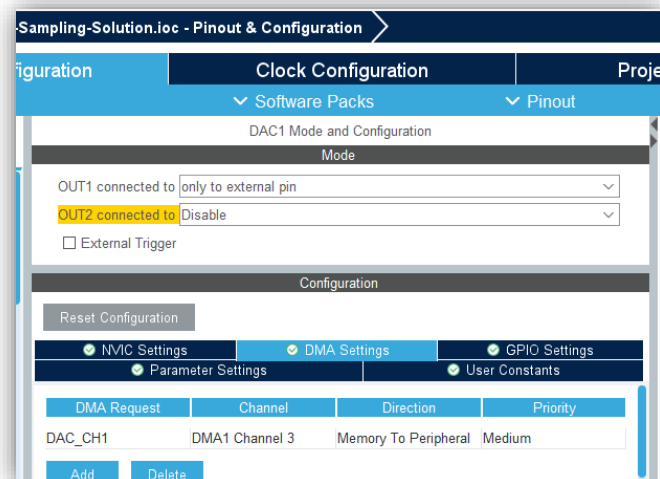 -Sampling-Solution.ioc - Pinout & Configuration
figuration Clock Configuration Proje
Software Packs Pinout
DAC1 Mode and Configuration
Mode
OUT1 connected to only to external pin
OUT2 connected to Disable
External Trigger
Configuration
Reset Configuration
NVIC Settings DMA Settings GPIO Settings
Parameter Settings User Constants
DMA Request Channel Direction Priority
DAC_CH1 DMA1 Channel 3 Memory To Peripheral Medium
Add Delete